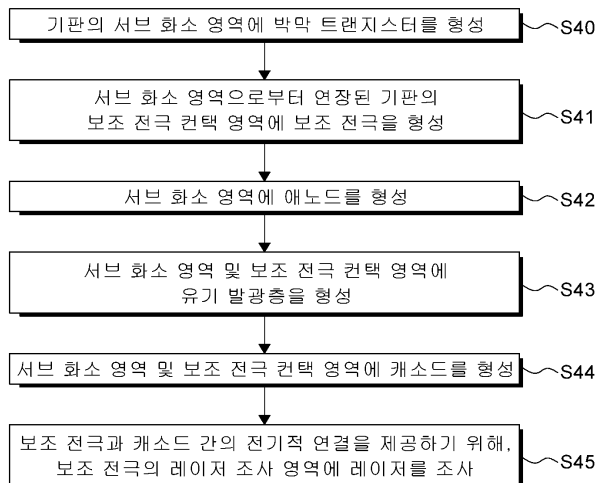 기판의 서브 화소 영역에 박막 트랜지스터를 형성
S40
서브 화소 영역으로부터 연장된 기판의
보조 전극 컨택 영역에 보조 전극을 형성
S41
서브 화소 영역에 애노드를 형성
S42
서브 화소 영역 및 보조 전극 컨택 영역에
유기 발광층을 형성
S43
서브 화소 영역 및 보조 전극 컨택 영역에 캐소드를 형성
S44
보조 전극과 캐소드 간의 전기적 연결을 제공하기 위해,
보조 전극의 레이저 조사 영역에 레이저를 조사
S45